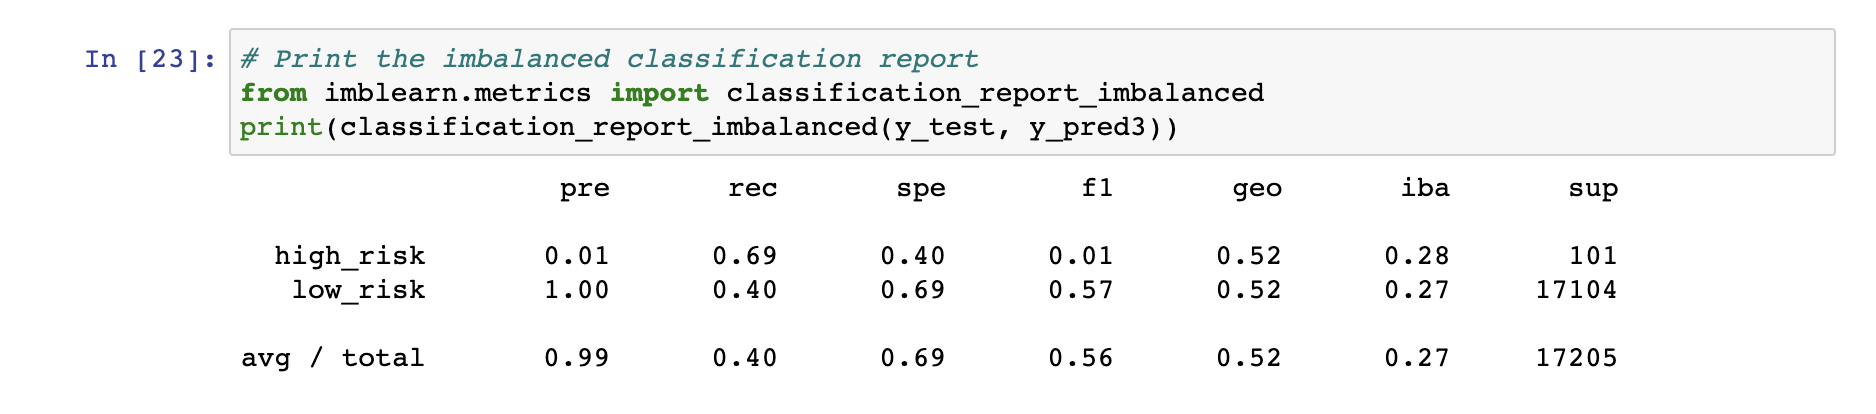 In [23]: # Print the imbalanced classification report
from imblearn.metrics import classification_report_imbalanced
print(classification_report_imbalanced(y_test, y_pred3))
pre rec spe f1 geo iba sup
high_risk 0.01 0.69 0.40 0.01 0.52 0.28 101
low_risk 1.00 0.40 0.69 0.57 0.52 0.27 17104
avg / total 0.99 0.40 0.69 0.56 0.52 0.27 17205